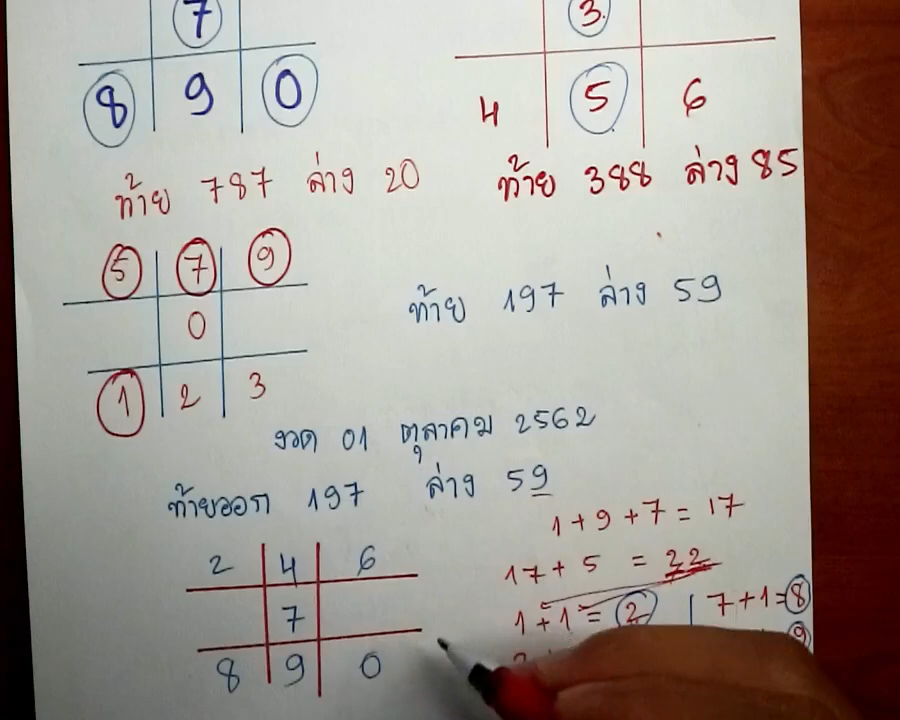 7
3
8 9 0
4 5 6
ท้าย 787 ล่าง 20
ท้าย 388 ล่าง 85
5 7 9
0
1 2 3
ท้าย 197 ล่าง 59
งวด 01 ตุลาคม 2562
ท้ายออก 197 ล่าง 59
1+9+7=17
17+5 = 22
1+1=2 | 7+1=8
9
2 4 6
7
8 9 0